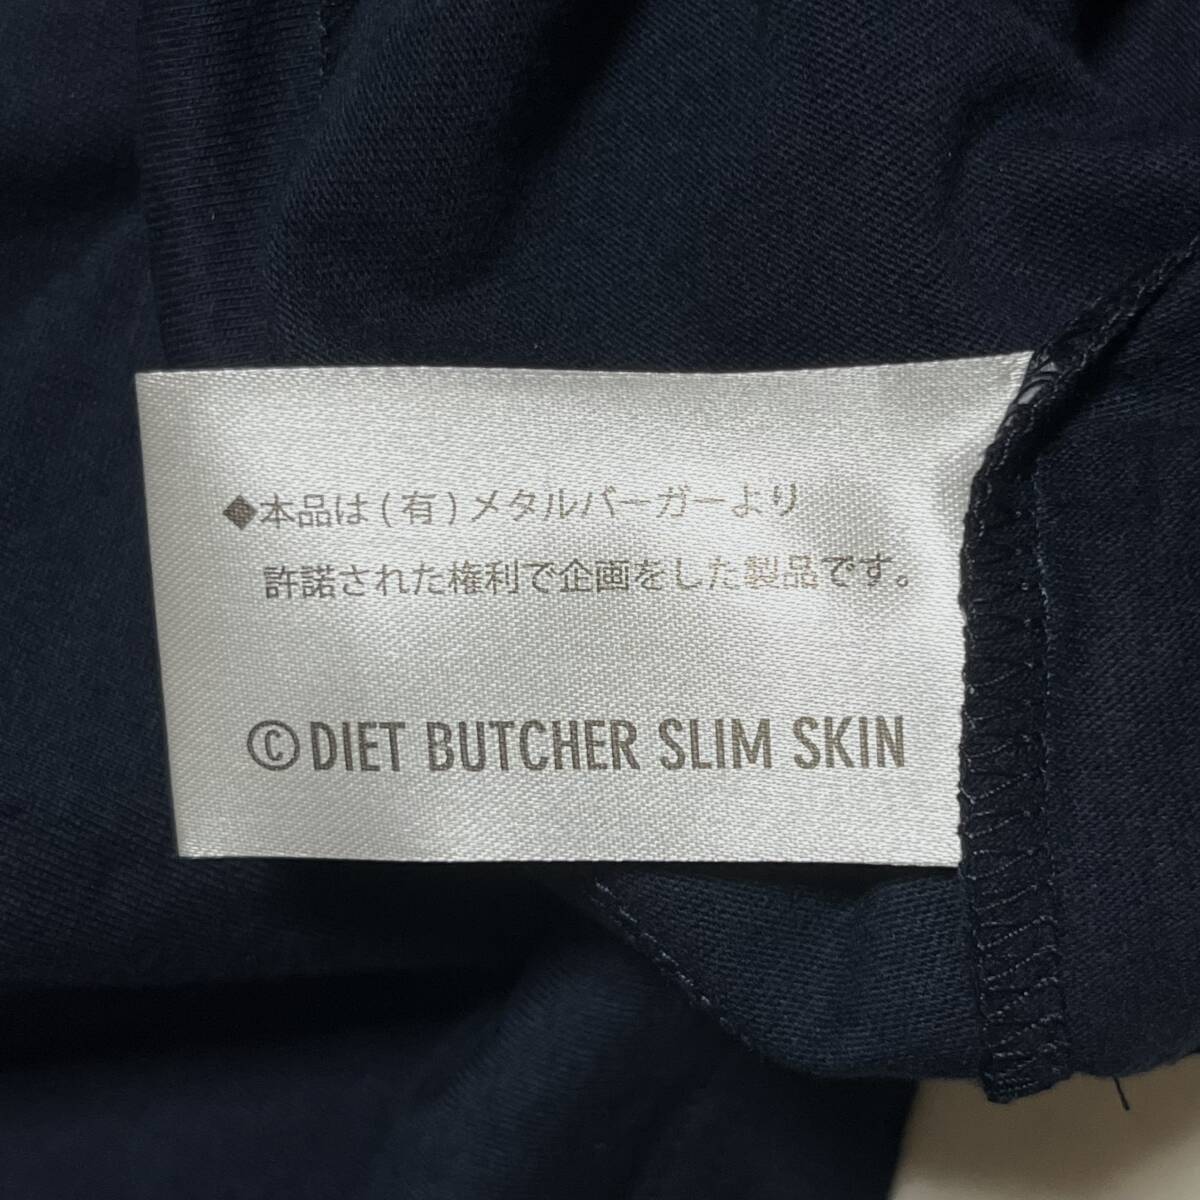 ◆本品は(有)メタルバーガーより
許諾された権利で企画をした製品です。
©DIET BUTCHER SLIM SKIN